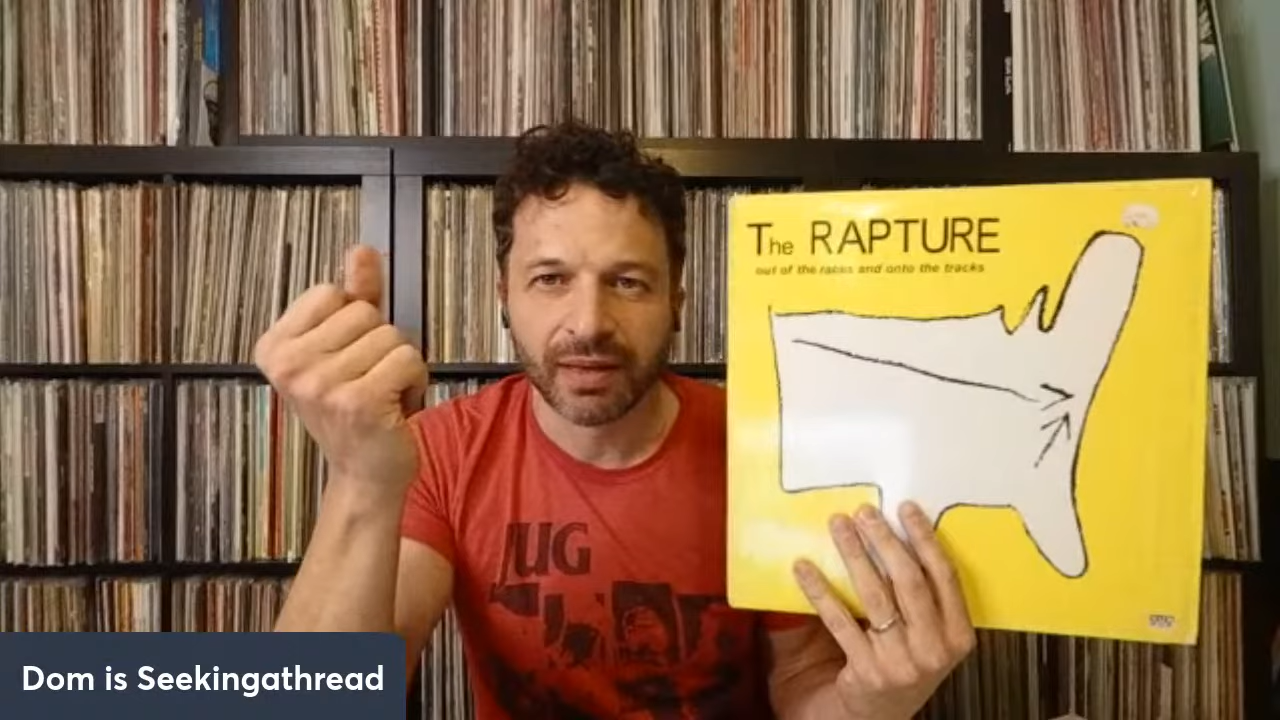 The RAPTURE
out of the races and onto the tracks
JUG
Dom is Seekingathread